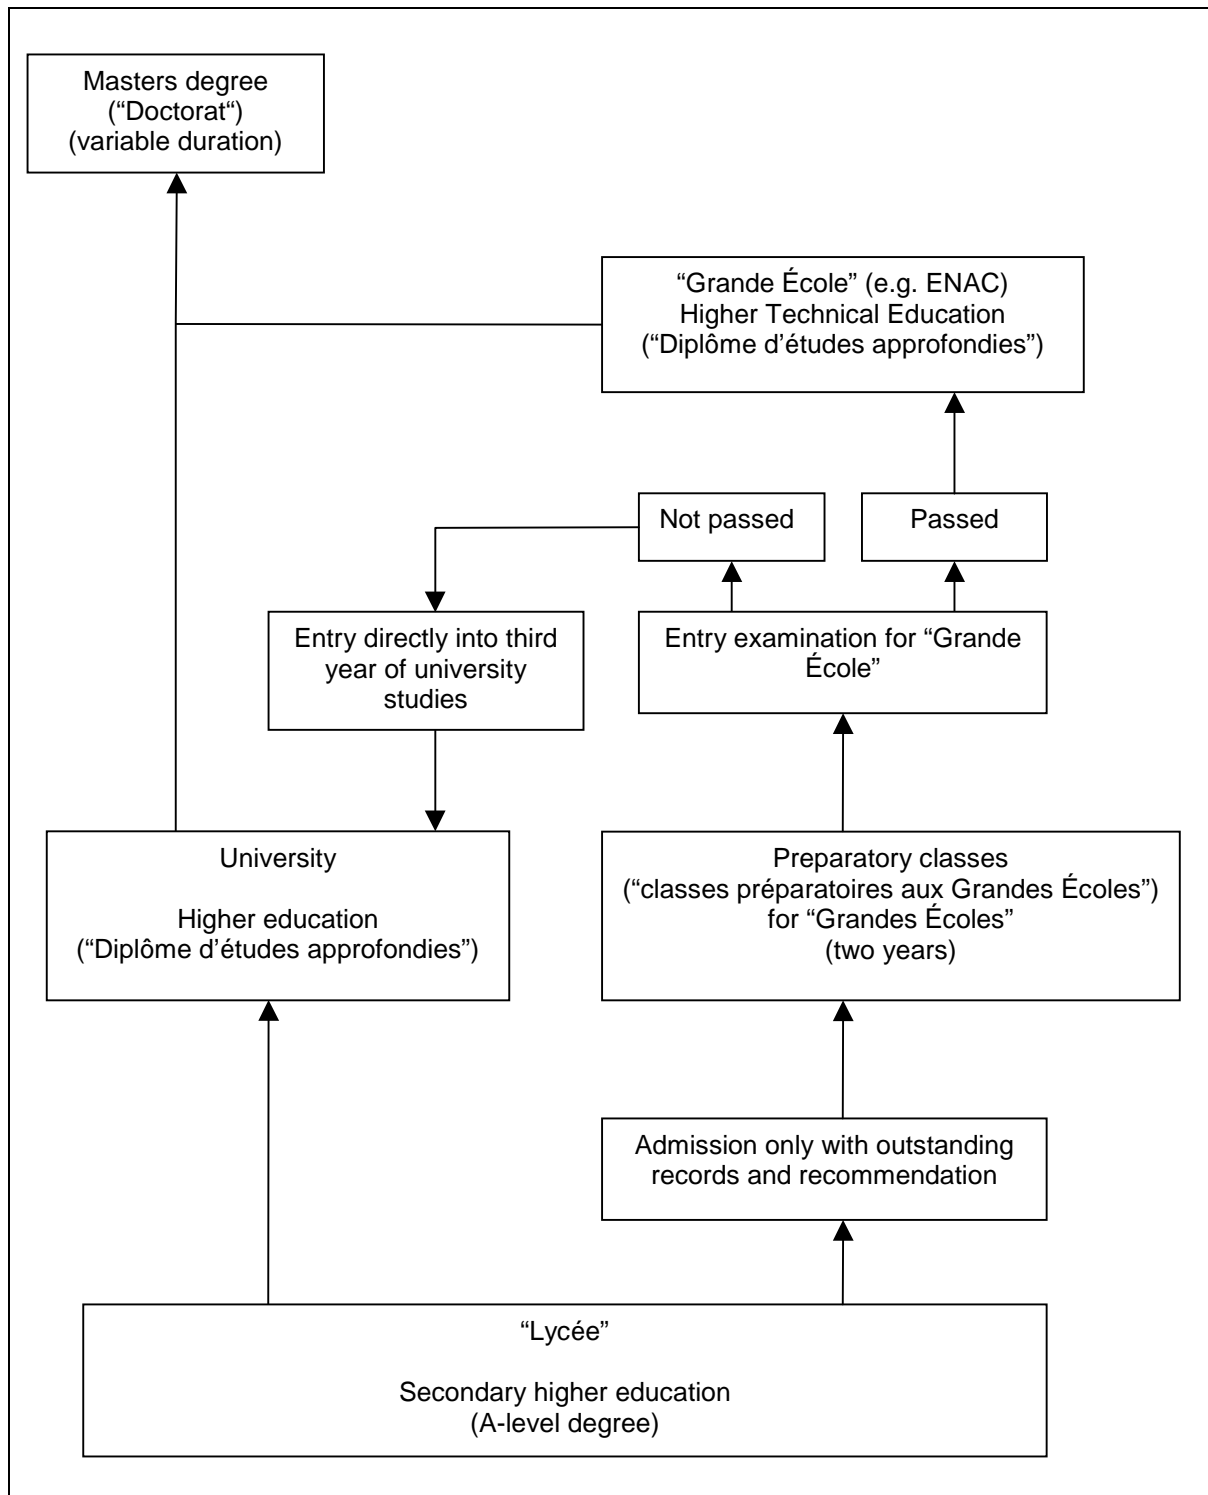 Masters degree
(“Doctorat“)
(variable duration)
“Grande École” (e.g. ENAC)
Higher Technical Education
(“Diplôme d’études approfondies”)
Not passed
Passed
Entry directly into third
year of university
studies
Entry examination for “Grande
École”
University
Higher education
(“Diplôme d’études approfondies”)
Preparatory classes
(“classes préparatoires aux Grandes Écoles”)
for “Grandes Écoles”
(two years)
Admission only with outstanding
records and recommendation
“Lycée”
Secondary higher education
(A-level degree)